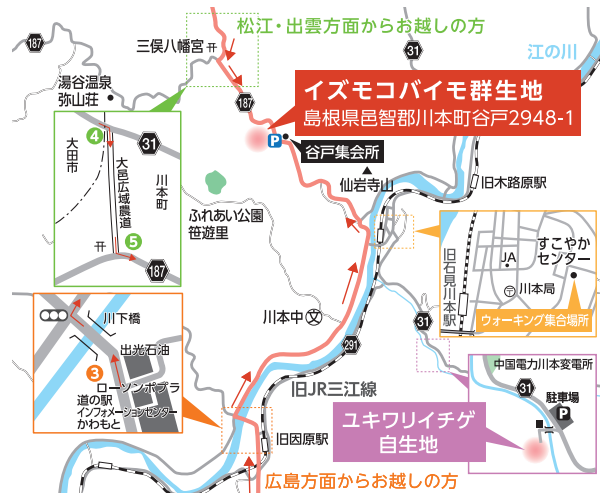 松江・出雲方面からお越しの方
187
三俣八幡宮
31
江の川
湯谷温泉
弥山荘
187
イズモコバイモ群生地
島根県邑智郡川本町谷戸2948-1
P
谷戸集会所
仙岩寺山
旧木路原駅
4
31
大田市
大邑広域農道
川本町
5
187
ふれあい公園
笹遊里
すこやか
センター
JA
〒川本局
旧石見川本駅
ウォーキング集合場所
川本中
文
31
291
川下橋
出光石油
3
ローソンポプラ
道の駅
インフォメーションセンター
かわもと
旧JR三江線
中国電力川本変電所
31
駐車場
P
ユキワリイチゲ
自生地
旧因原駅
広島方面からお越しの方